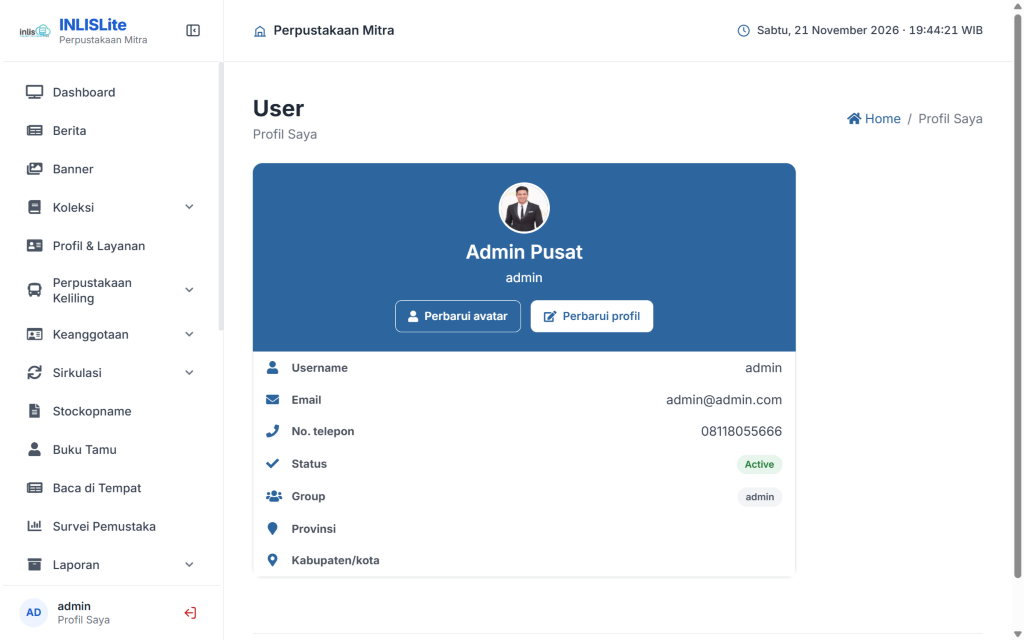 inlis
INLISLite
Perpustakaan Mitra
Perpustakaan Mitra
Sabtu, 21 November 2026 · 19:44:21 WIB
Dashboard
Berita
Banner
Koleksi
Profil & Layanan
Perpustakaan
Keliling
Keanggotaan
Sirkulasi
Stockopname
Buku Tamu
Baca di Tempat
Survei Pemustaka
Laporan
AD
admin
Profil Saya
User
Profil Saya
Home / Profil Saya
Admin Pusat
admin
Perbarui avatar
Perbarui profil
Username
admin
Email
admin@admin.com
No. telepon
08118055666
Status
Active
Group
admin
Provinsi
Kabupaten/kota